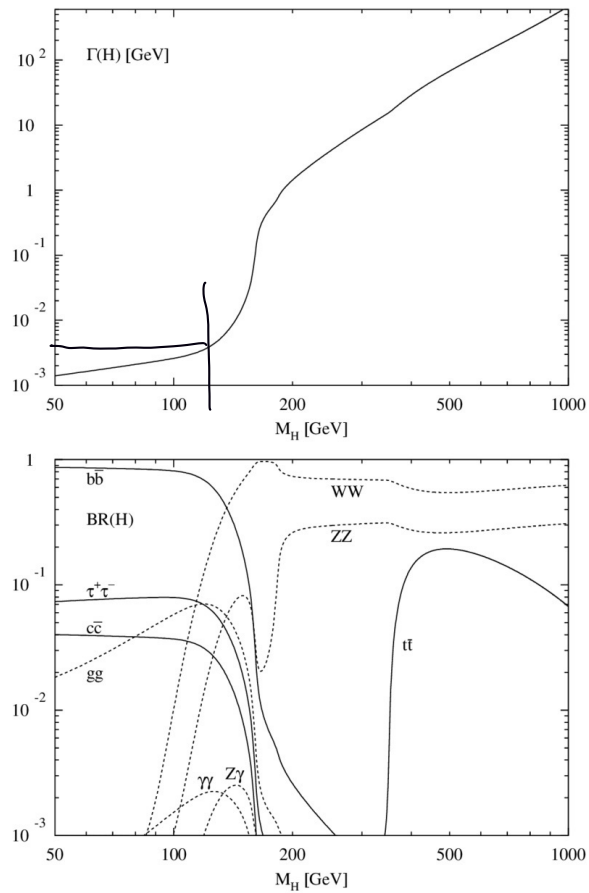 10²
Γ(H) [GeV]
10
1
10⁻¹
10⁻²
10⁻³
50 100 200 500 1000
M_H [GeV]
1
bb̅
WW
BR(H)
ZZ
10⁻¹
τ⁺τ⁻
cc̅
tt̅
gg
10⁻²
γγ Zγ
10⁻³
50 100 200 500 1000
M_H [GeV]